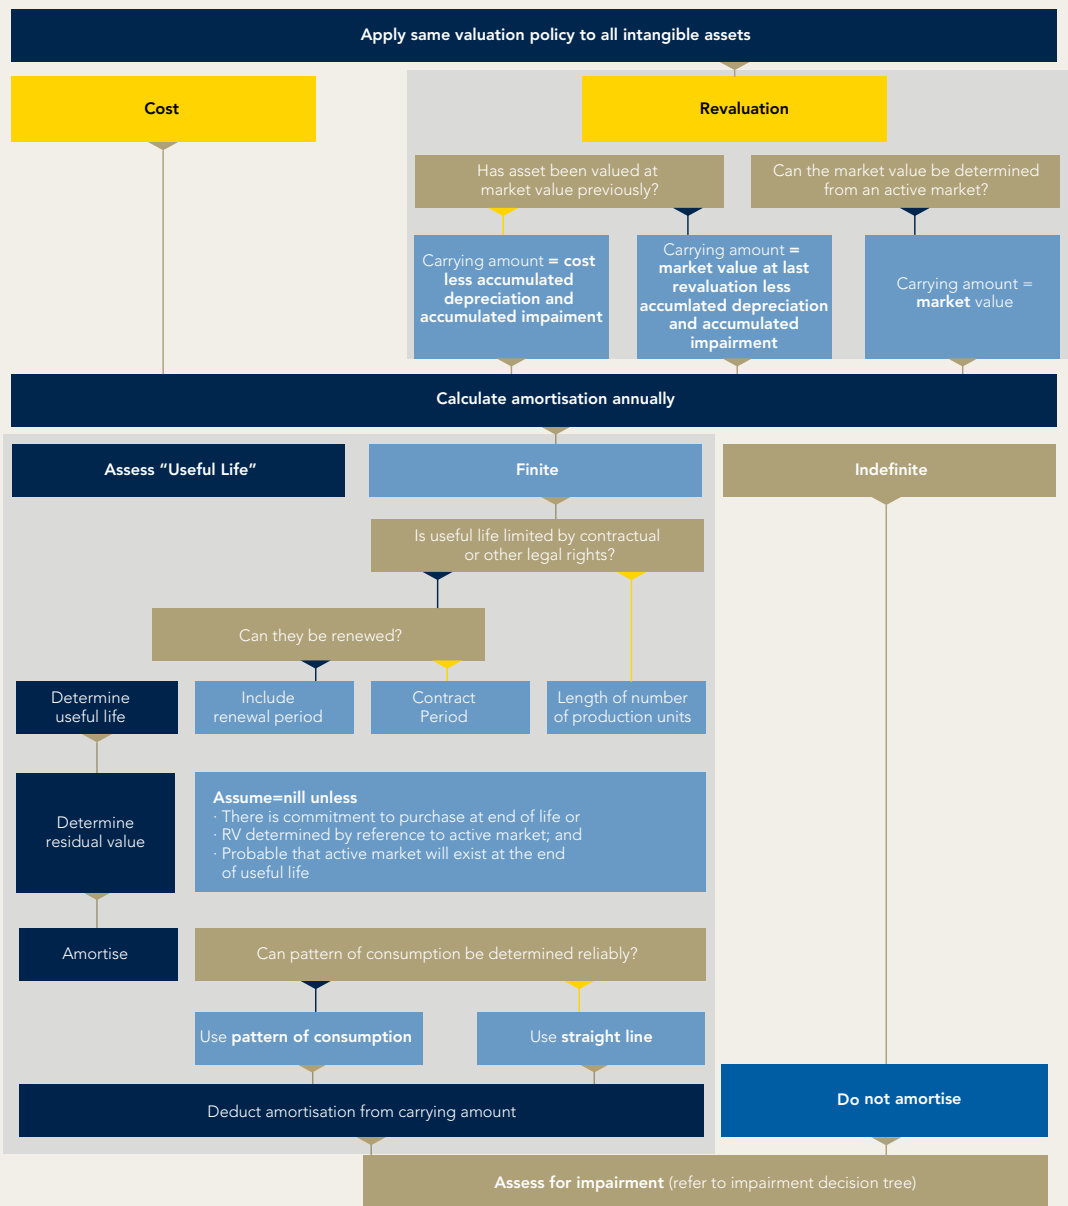 Apply same valuation policy to all intangible assets
Cost
Revaluation
Has asset been valued at
market value previously?
Can the market value be determined
from an active market?
Carrying amount = cost
less accumulated
depreciation and
accumulated impaiment
Carrying amount =
market value at last
revaluation less
accumlated depreciation
and accumulated
impairment
Carrying amount =
market value
Calculate amortisation annually
Assess “Useful Life”
Finite
Indefinite
Is useful life limited by contractual
or other legal rights?
Can they be renewed?
Determine
useful life
Include
renewal period
Contract
Period
Length of number
of production units
Determine
residual value
Assume=nill unless
· There is commitment to purchase at end of life or
· RV determined by reference to active market; and
· Probable that active market will exist at the end
of useful life
Amortise
Can pattern of consumption be determined reliably?
Use pattern of consumption
Use straight line
Deduct amortisation from carrying amount
Do not amortise
Assess for impairment (refer to impairment decision tree)